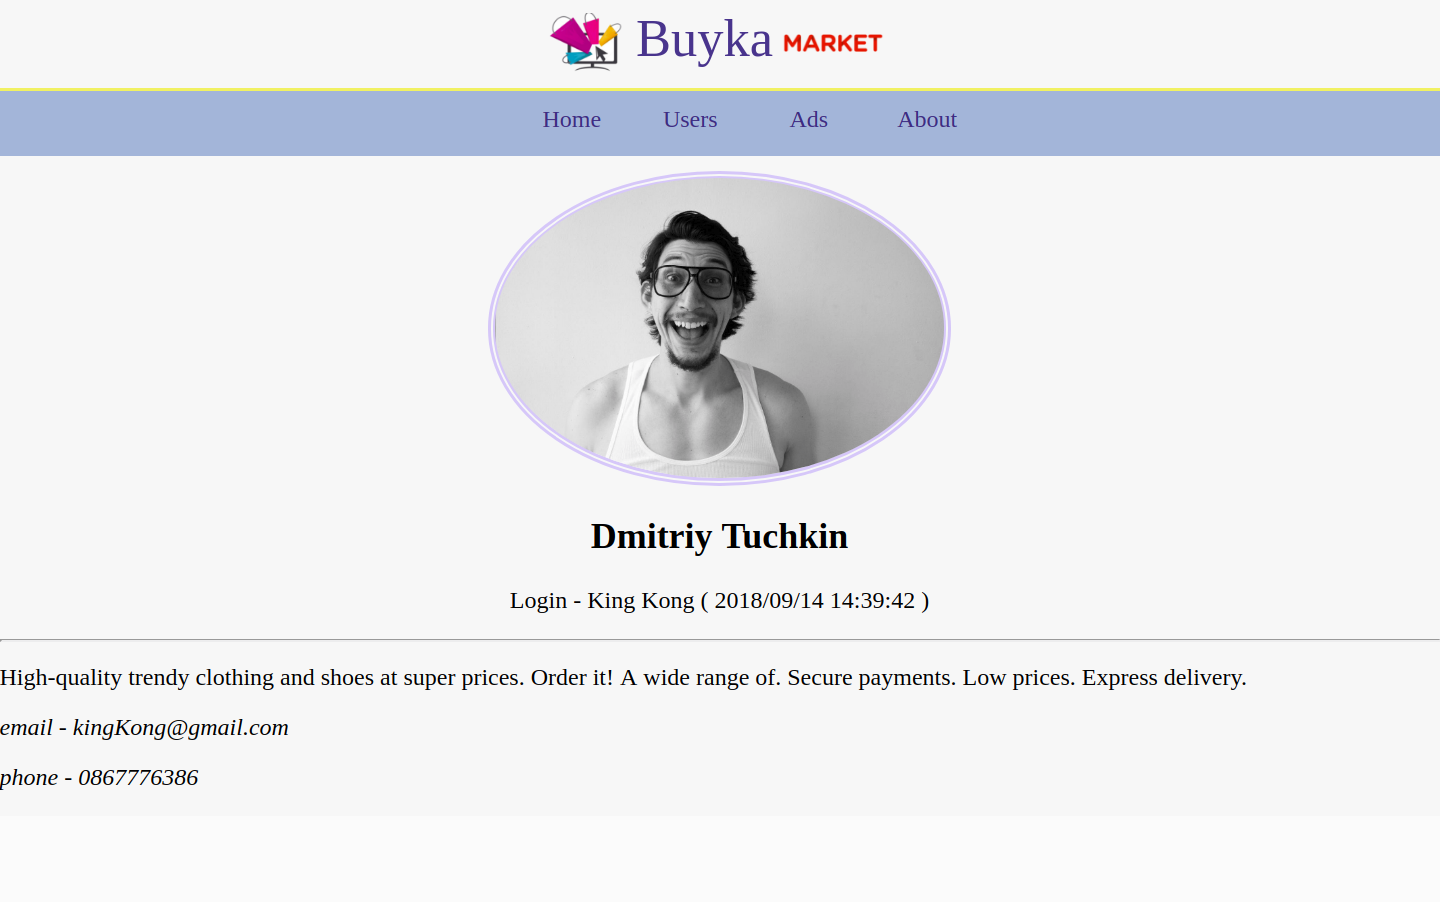 Buyka MARKET
Home Users Ads About
Dmitriy Tuchkin
Login - King Kong ( 2018/09/14 14:39:42 )
High-quality trendy clothing and shoes at super prices. Order it! A wide range of. Secure payments. Low prices. Express delivery.
email - kingKong@gmail.com
phone - 0867776386